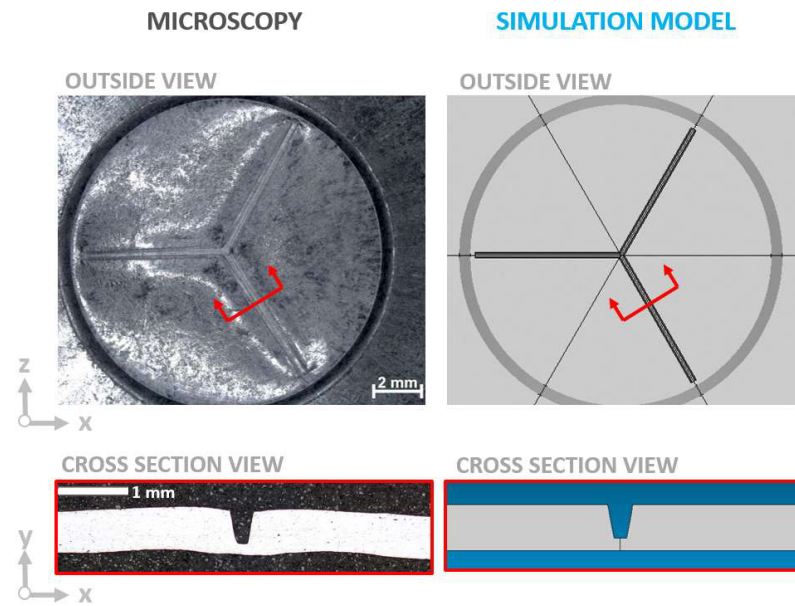 MICROSCOPY
SIMULATION MODEL
OUTSIDE VIEW
OUTSIDE VIEW
2 mm
z
x
CROSS SECTION VIEW
CROSS SECTION VIEW
1 mm
y
x